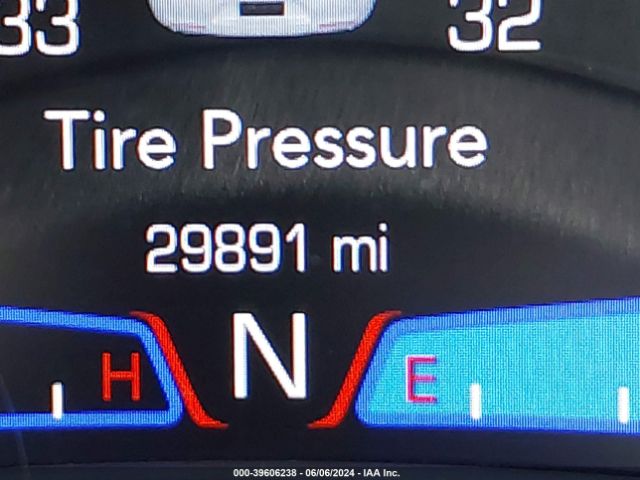 33 32
Tire Pressure
29891 mi
H N E
000-39606238 - 06/06/2024 - IAA Inc.